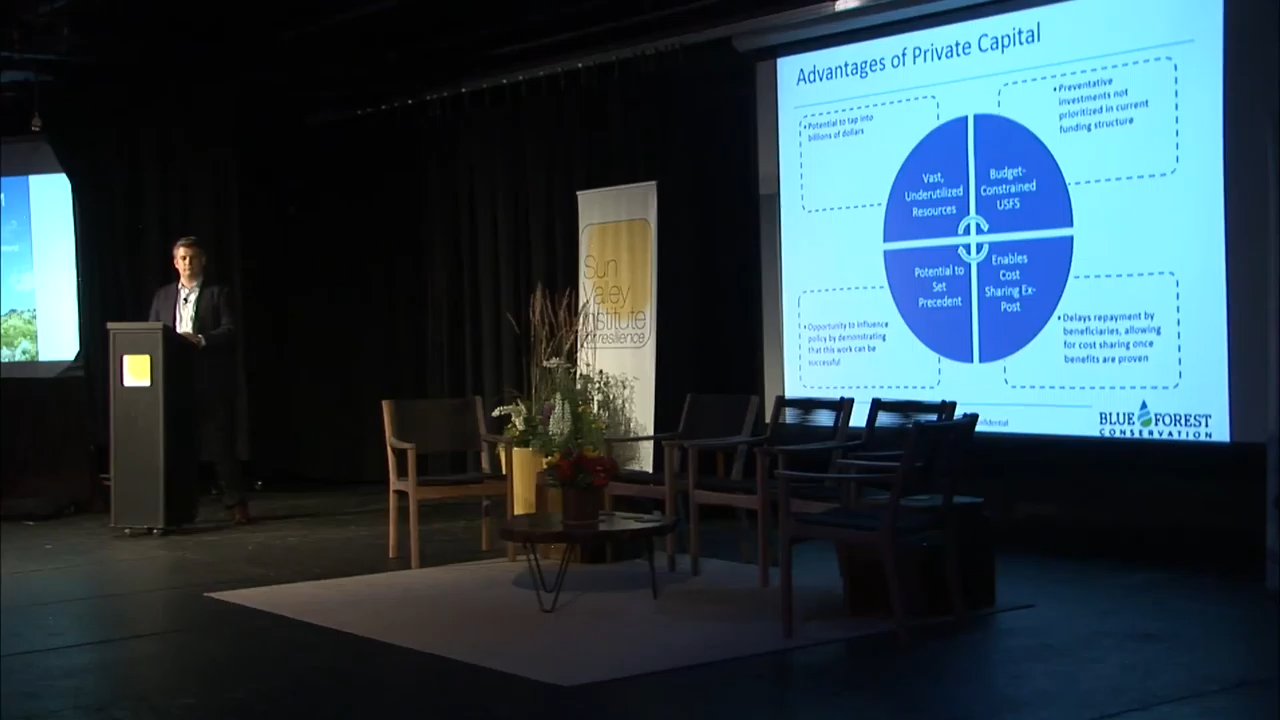 Advantages of Private Capital
• Potential to tap into
billions of dollars
• Preventative
investments not
prioritized in current
funding structure
Vast,
Underutilized
Resources
Budget-
Constrained
USFS
Potential to
Set
Precedent
Enables
Cost
Sharing Ex-
Post
• Opportunity to influence
policy by demonstrating
that this work can be
successful
• Delays repayment by
beneficiaries, allowing
for cost sharing once
benefits are proven
BLUE FOREST
CONSERVATION
Sun
Valley
Institute
for resilience